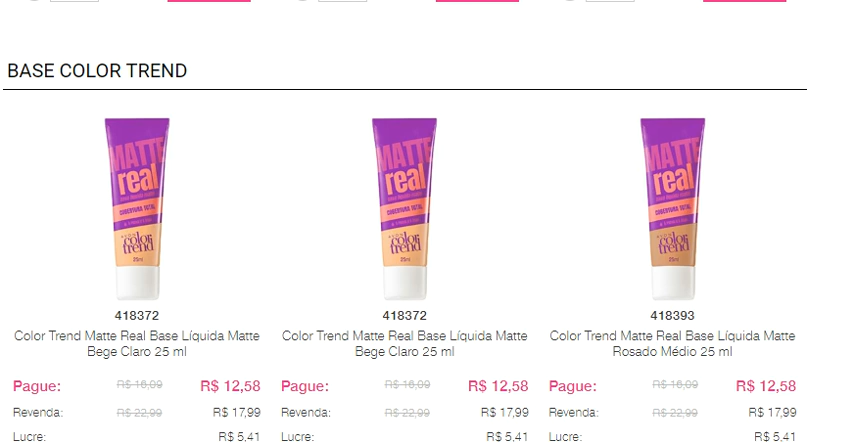 BASE COLOR TREND
MATTE
real
COBERTURA TOTAL
color
trend
25ml
MATTE
real
COBERTURA TOTAL
color
trend
25ml
MATTE
real
COBERTURA TOTAL
color
trend
25ml
418372
418372
418393
Color Trend Matte Real Base Líquida Matte
Bege Claro 25 ml
Color Trend Matte Real Base Líquida Matte
Bege Claro 25 ml
Color Trend Matte Real Base Líquida Matte
Rosado Médio 25 ml
Pague: R$ 16,09 R$ 12,58
Pague: R$ 16,09 R$ 12,58
Pague: R$ 16,09 R$ 12,58
Revenda: R$ 22,99 R$ 17,99
Revenda: R$ 22,99 R$ 17,99
Revenda: R$ 22,99 R$ 17,99
Lucre: R$ 5,41
Lucre: R$ 5,41
Lucre: R$ 5,41